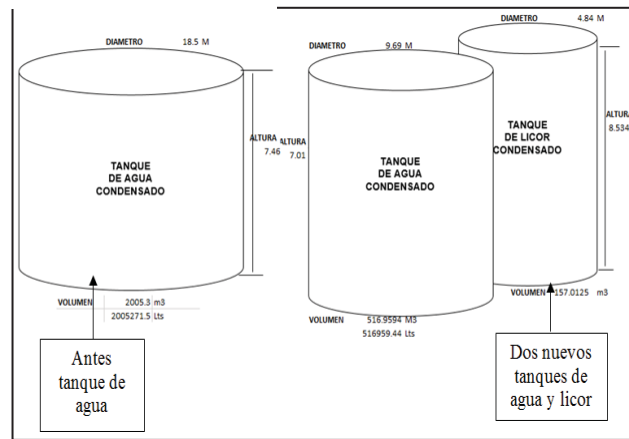 DIAMETRO 18.5 M
ALTURA
7.46
TANQUE
DE AGUA
CONDENSADO
VOLUMEN 2005.3 m3
2005271.5 Lts
Antes
tanque de
agua
DIAMETRO 9.69 M
ALTURA
7.01
TANQUE
DE AGUA
CONDENSADO
VOLUMEN 516.9594 M3
516959.44 Lts
DIAMETRO 4.84 M
ALTURA
8.534
TANQUE
DE LICOR
CONDENSADO
VOLUMEN 157.0125 m3
Dos nuevos
tanques de
agua y licor